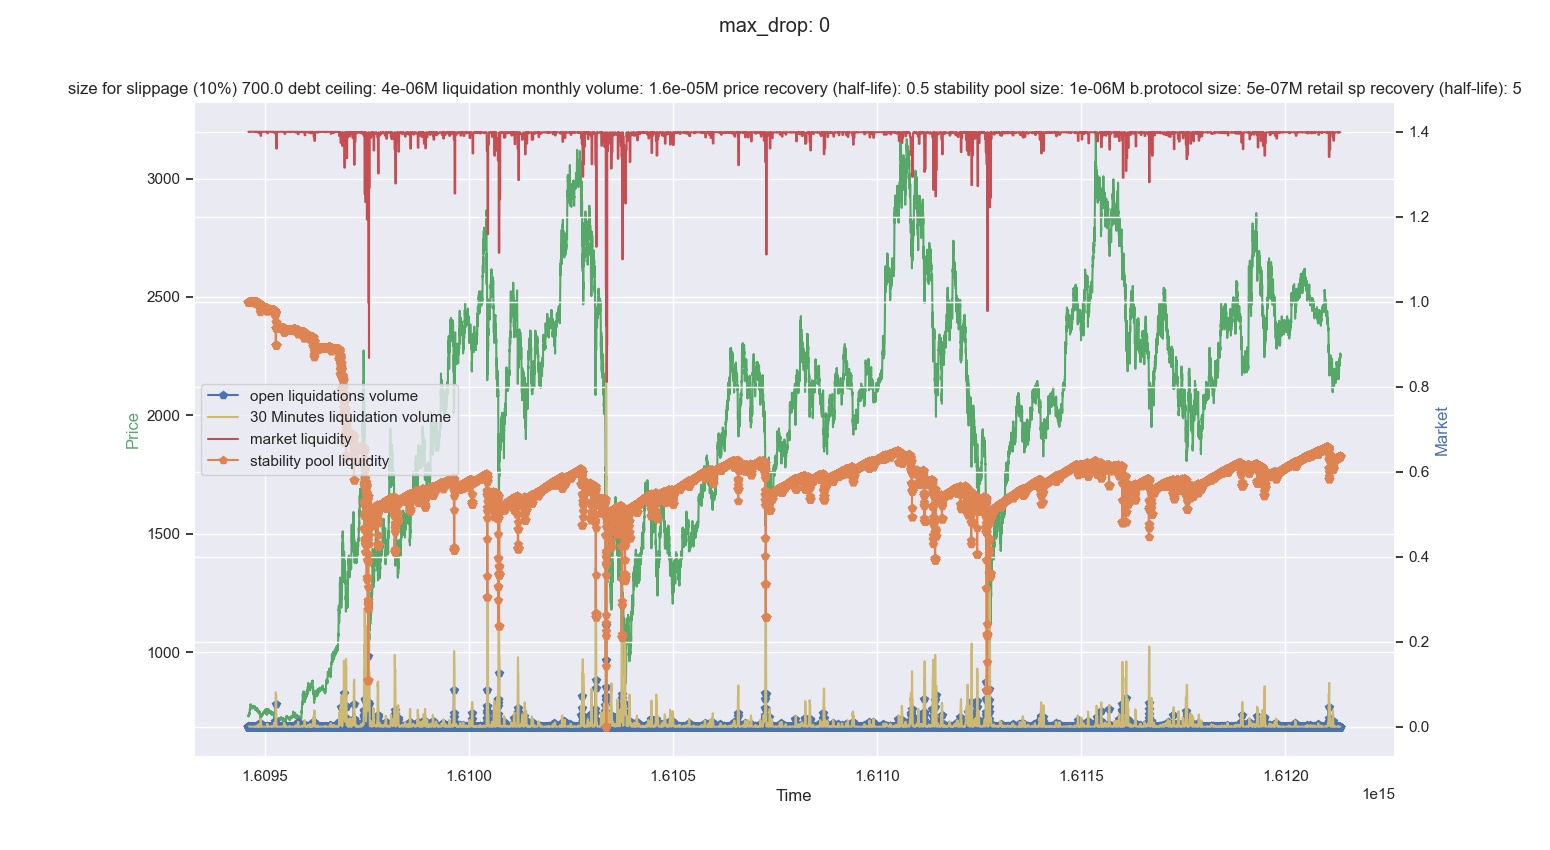 max_drop: 0
size for slippage (10%) 700.0 debt ceiling: 4e-06M liquidation monthly volume: 1.6e-05M price recovery (half-life): 0.5 stability pool size: 1e-06M b.protocol size: 5e-07M retail sp recovery (half-life): 5
3000
2500
2000
1500
1000
Price
open liquidations volume
30 Minutes liquidation volume
market liquidity
stability pool liquidity
1.4
1.2
1.0
0.8
0.6
0.4
0.2
0.0
Market
1.6095
1.6100
1.6105
1.6110
1.6115
1.6120
Time
1e15